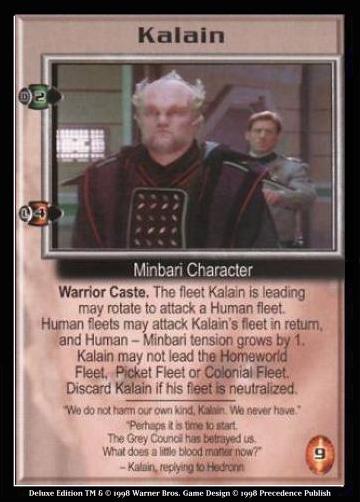 Kalain
D 2
L 4
Minbari Character
Warrior Caste. The fleet Kalain is leading
may rotate to attack a Human fleet.
Human fleets may attack Kalain's fleet in return,
and Human – Minbari tension grows by 1.
Kalain may not lead the Homeworld
Fleet, Picket Fleet or Colonial Fleet.
Discard Kalain if his fleet is neutralized.
"We do not harm our own kind, Kalain. We never have."
"Perhaps it is time to start.
The Grey Council has betrayed us.
What does a little blood matter now?"
– Kalain, replying to Hedronn
9
Deluxe Edition TM & © 1998 Warner Bros. Game Design © 1998 Precedence Publish